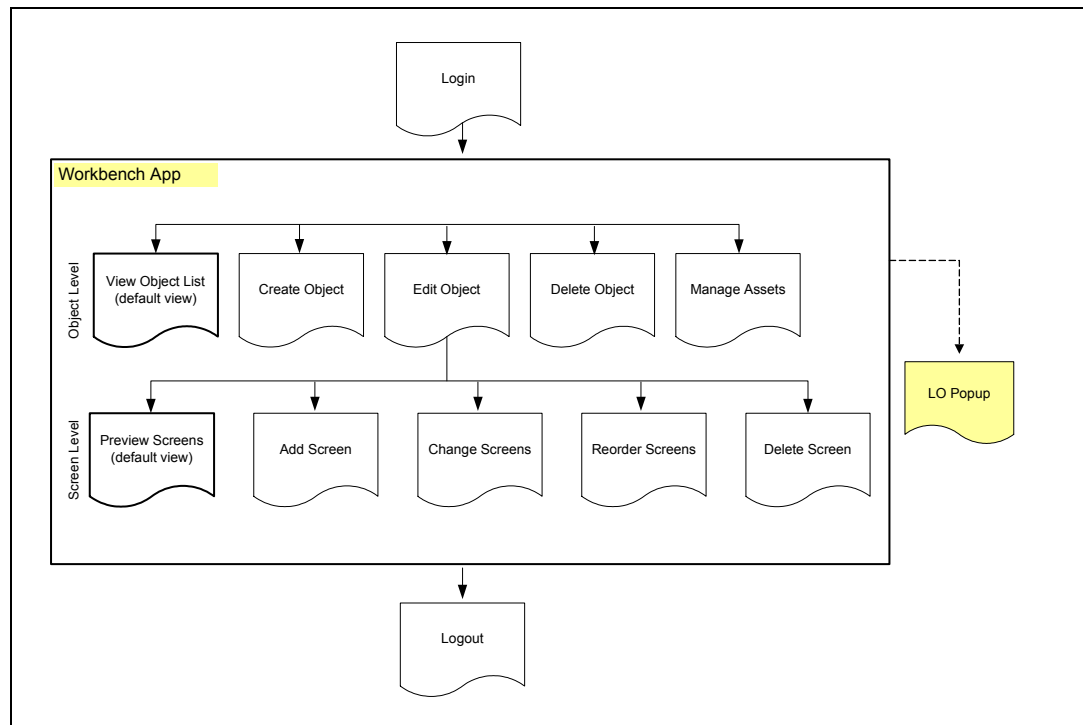 Login
Workbench App
Object Level
View Object List
(default view)
Create Object
Edit Object
Delete Object
Manage Assets
LO Popup
Screen Level
Preview Screens
(default view)
Add Screen
Change Screens
Reorder Screens
Delete Screen
Logout